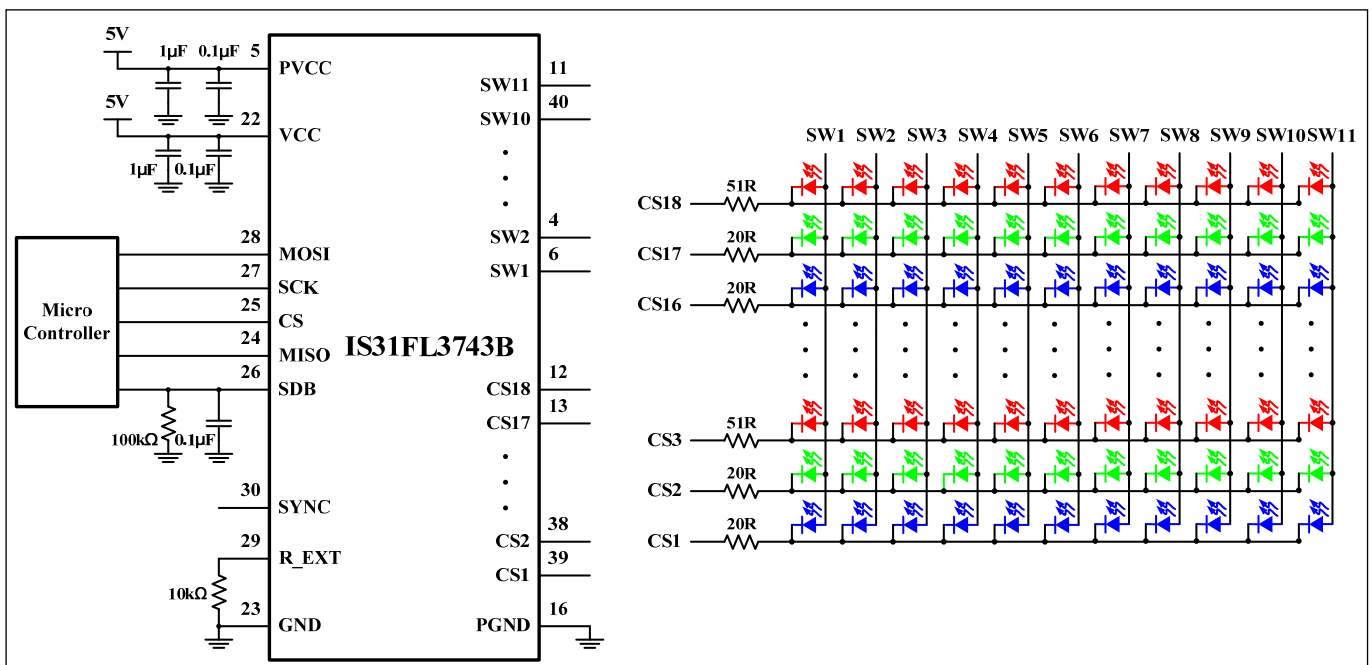 5V
1µF 0.1µF 5
PVCC
5V
22
VCC
1µF 0.1µF
Micro
Controller
28
MOSI
27
SCK
25
CS
24
MISO
26
SDB
100kΩ 0.1µF
30
SYNC
29
R_EXT
10kΩ
23
GND
IS31FL3743B
11
SW11
40
SW10
4
SW2
6
SW1
12
CS18
13
CS17
38
CS2
39
CS1
16
PGND
SW1 SW2 SW3 SW4 SW5 SW6 SW7 SW8 SW9 SW10 SW11
51R
CS18
20R
CS17
20R
CS16
51R
CS3
20R
CS2
20R
CS1